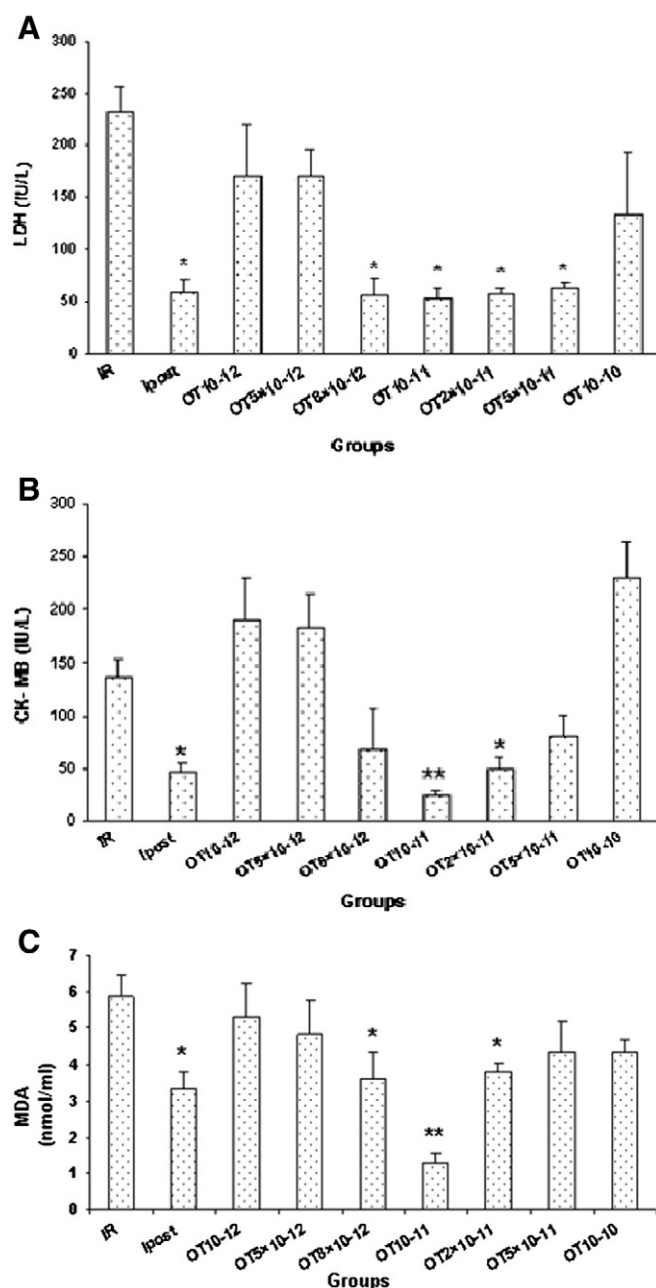 A
300
250
200
150
100
50
0
LDH (IU/L)
*
*
*
*
*
IR
Ipost
OT10-12
OT5×10-12
OT8×10-12
OT10-11
OT2×10-11
OT5×10-11
OT10-10
Groups
B
300
250
200
150
100
50
0
CK-MB (IU/L)
*
**
*
IR
Ipost
OT10-12
OT5×10-12
OT8×10-12
OT10-11
OT2×10-11
OT5×10-11
OT10-10
Groups
C
7
6
5
4
3
2
1
0
MDA
(nmol/ml)
*
*
**
*
IR
Ipost
OT10-12
OT5×10-12
OT8×10-12
OT10-11
OT2×10-11
OT5×10-11
OT10-10
Groups